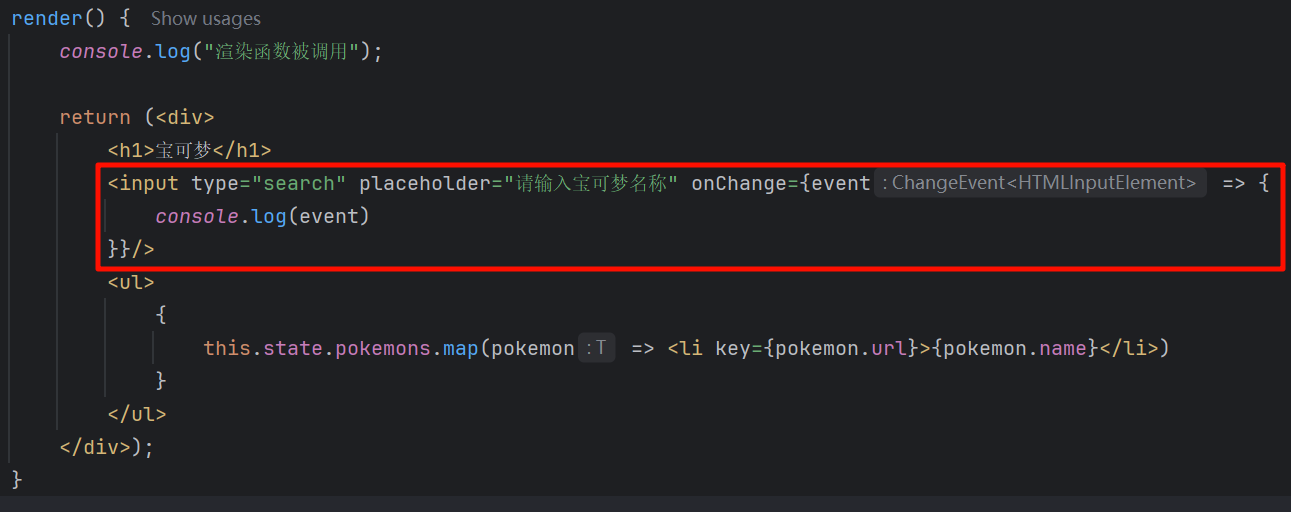 render() { Show usages
console.log("渲染函数被调用");
return (<div>
<h1>宝可梦</h1>
<input type="search" placeholder="请输入宝可梦名称" onChange={event : ChangeEvent<HTMLInputElement> => {
console.log(event)
}}/>
<ul>
{
this.state.pokemons.map(pokemon : T => <li key={pokemon.url}>{pokemon.name}</li>)
}
</ul>
</div>);
}